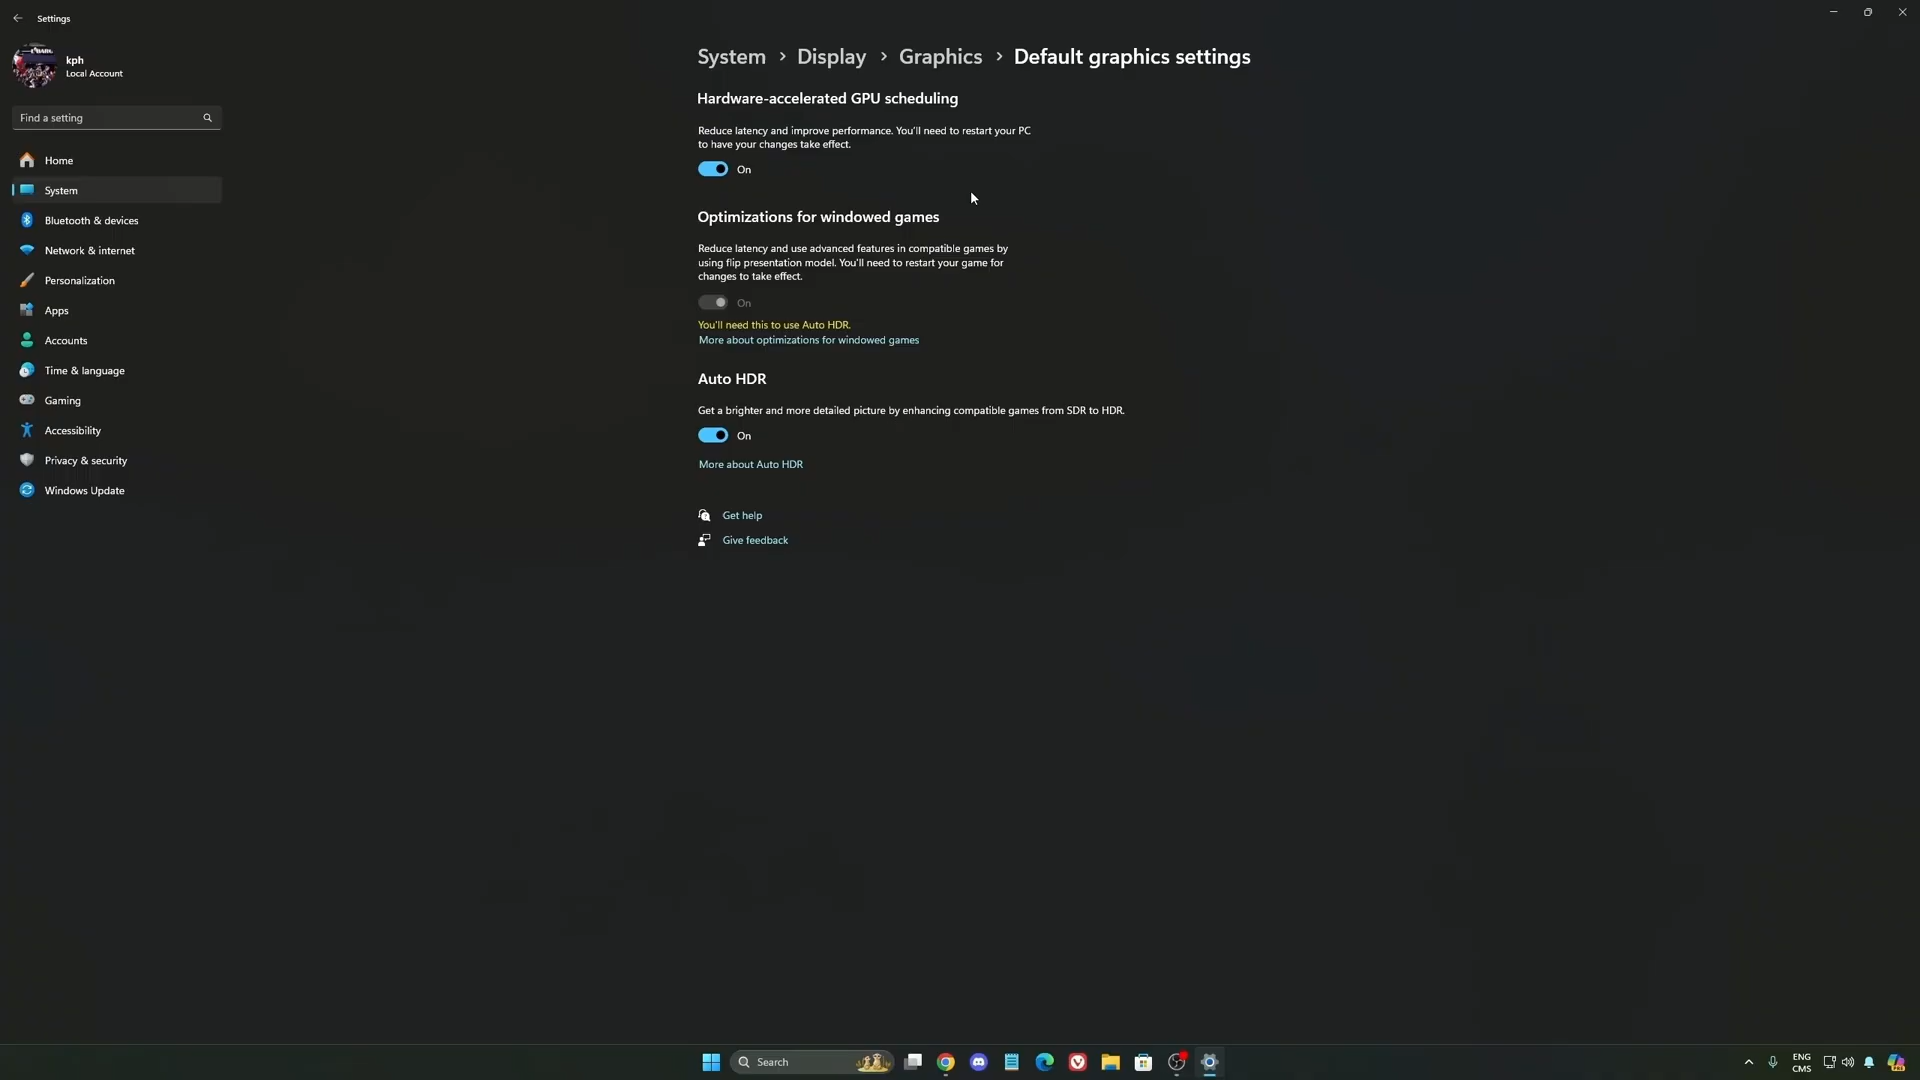 Settings
kph
Local Account
Find a setting
Home
System
Bluetooth & devices
Network & internet
Personalization
Apps
Accounts
Time & language
Gaming
Accessibility
Privacy & security
Windows Update
System > Display > Graphics > Default graphics settings
Hardware-accelerated GPU scheduling
Reduce latency and improve performance. You'll need to restart your PC
to have your changes take effect.
On
Optimizations for windowed games
Reduce latency and use advanced features in compatible games by
using flip presentation model. You'll need to restart your game for
changes to take effect.
On
You'll need this to use Auto HDR.
More about optimizations for windowed games
Auto HDR
Get a brighter and more detailed picture by enhancing compatible games from SDR to HDR.
On
More about Auto HDR
Get help
Give feedback
Search
ENG
CMS